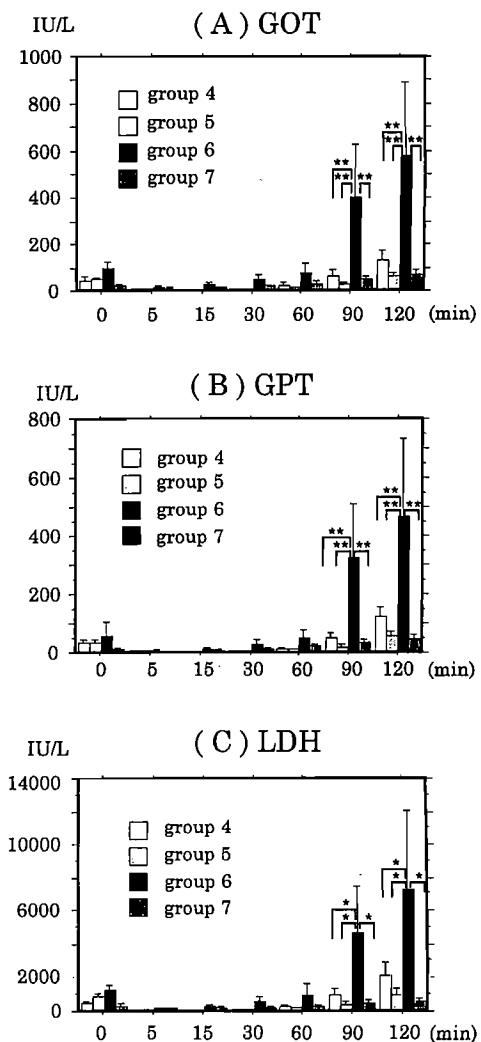 ( A ) GOT
IU/L
1000
800
600
400
200
0
group 4
group 5
group 6
group 7
**
**
**
**
**
**
0 5 15 30 60 90 120 (min)
( B ) GPT
IU/L
800
600
400
200
0
group 4
group 5
group 6
group 7
**
**
**
**
**
**
0 5 15 30 60 90 120 (min)
( C ) LDH
IU/L
14000
10000
6000
2000
0
group 4
group 5
group 6
group 7
*
*
*
*
*
*
0 5 15 30 60 90 120 (min)